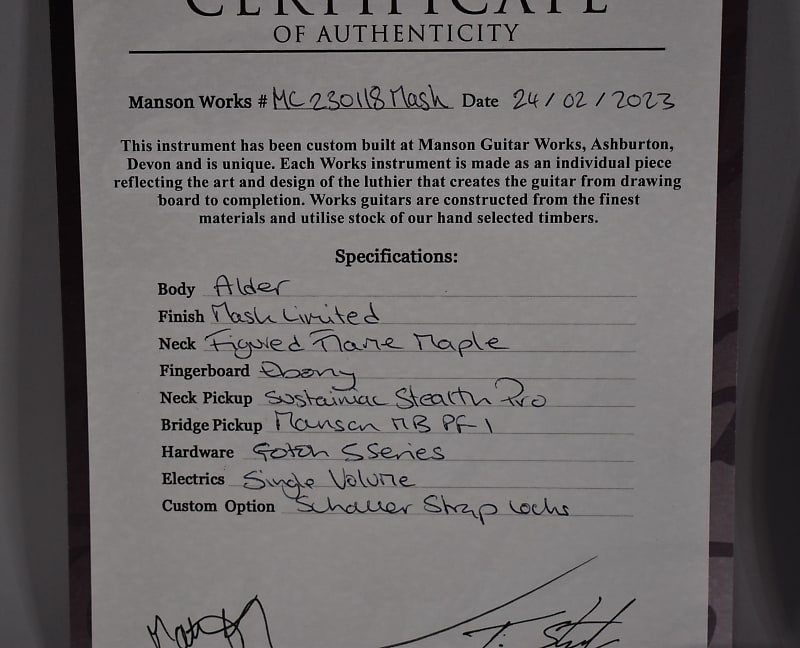 CERTIFICATE
OF AUTHENTICITY
Manson Works # MC230118Mash Date 24/02/2023
This instrument has been custom built at Manson Guitar Works, Ashburton,
Devon and is unique. Each Works instrument is made as an individual piece
reflecting the art and design of the luthier that creates the guitar from drawing
board to completion. Works guitars are constructed from the finest
materials and utilise stock of our hand selected timbers.
Specifications:
Body Alder
Finish Mash Limited
Neck Figured Flame Maple
Fingerboard Ebony
Neck Pickup Sustainiac Stealth Pro
Bridge Pickup Manson MB PF-1
Hardware Gotoh S Series
Electrics Single Volume
Custom Option Schaller Strap locks